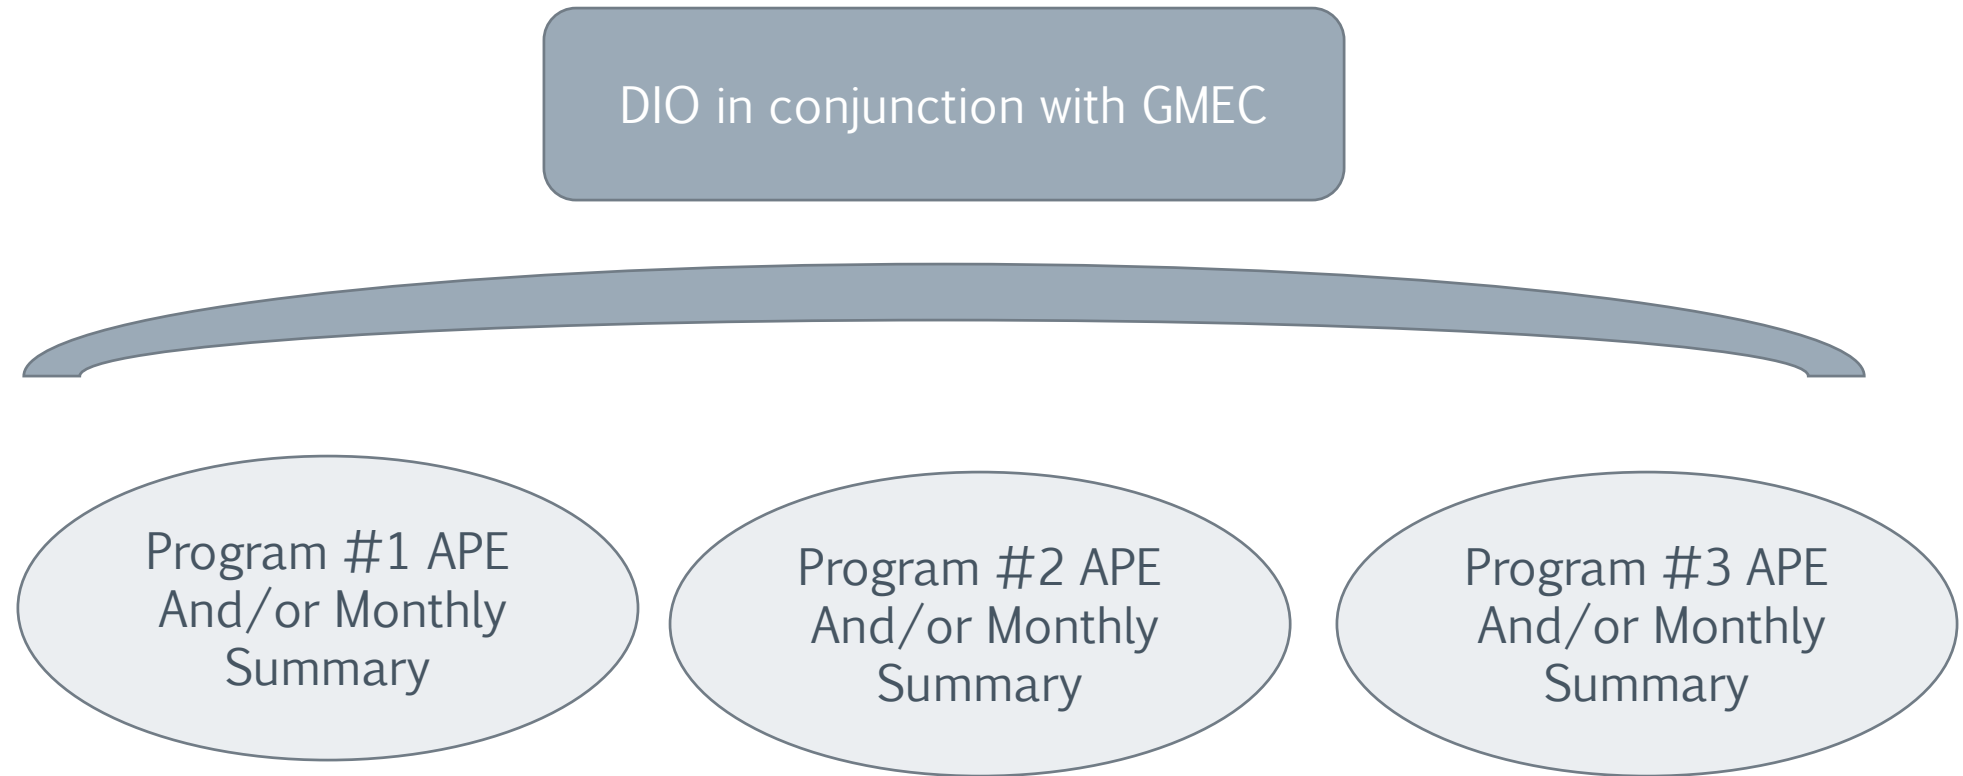 DIO in conjunction with GMEC
Program #1 APE
And/or Monthly
Summary
Program #2 APE
And/or Monthly
Summary
Program #3 APE
And/or Monthly
Summary